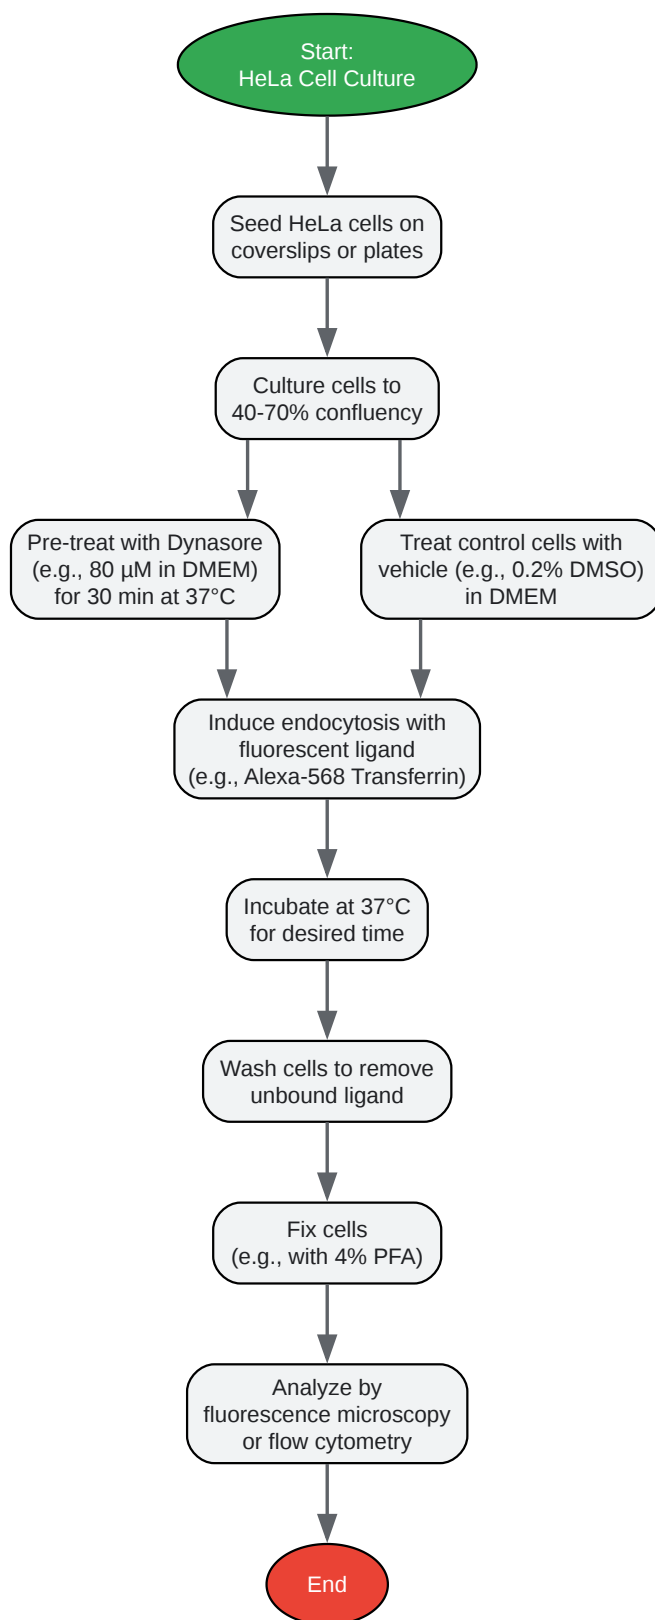 Start:
HeLa Cell Culture
Seed HeLa cells on
coverslips or plates
Culture cells to
40-70% confluency
Pre-treat with Dynasore
(e.g., 80 µM in DMEM)
for 30 min at 37°C
Treat control cells with
vehicle (e.g., 0.2% DMSO)
in DMEM
Induce endocytosis with
fluorescent ligand
(e.g., Alexa-568 Transferrin)
Incubate at 37°C
for desired time
Wash cells to remove
unbound ligand
Fix cells
(e.g., with 4% PFA)
Analyze by
fluorescence microscopy
or flow cytometry
End